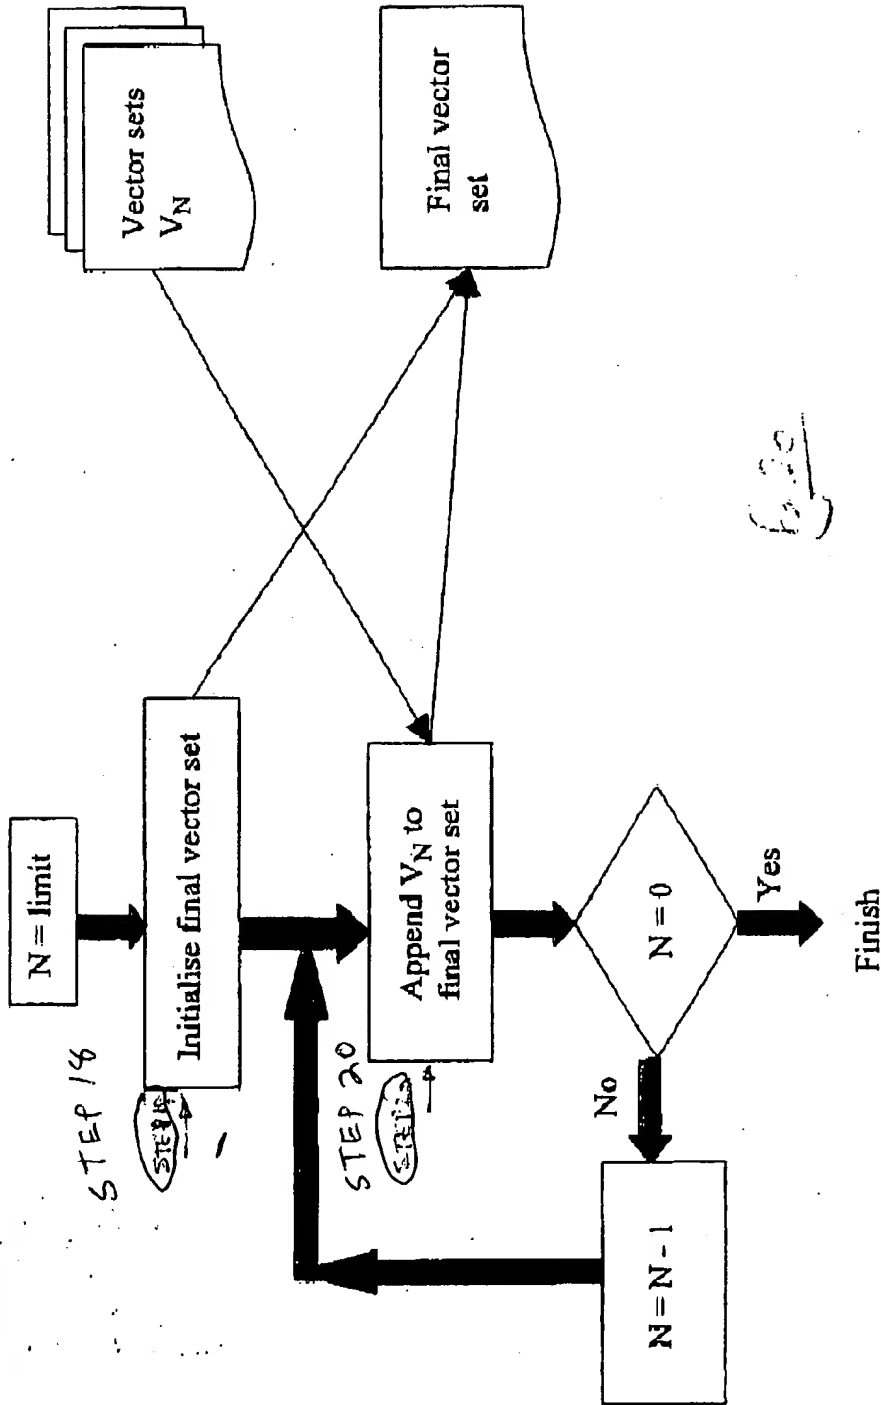 N = limit
STEP 18
Initialise final vector set
STEP 20
Append V_N to
final vector set
N = 0
No
Yes
N = N - 1
Finish
Vector sets
V_N
Final vector
set